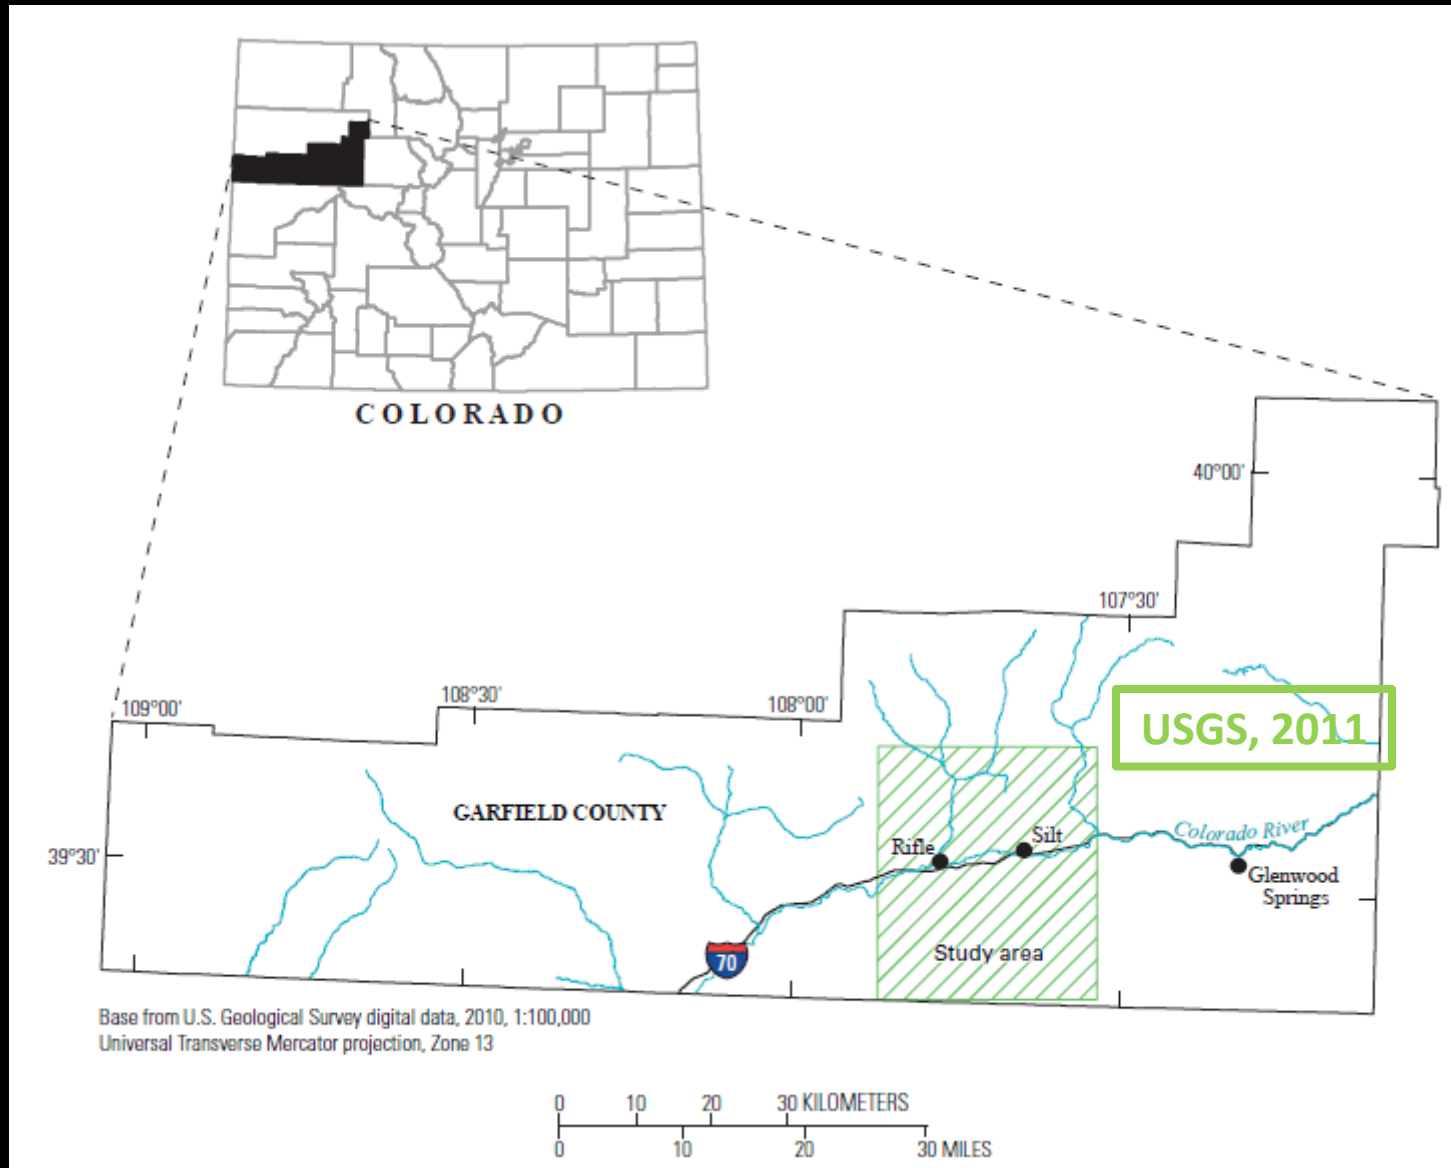 COLORADO
40°00'
107°30'
109°00'
108°30'
108°00'
USGS, 2011
GARFIELD COUNTY
39°30'
Rifle
Silt
Colorado River
Glenwood
Springs
Study area
70
Base from U.S. Geological Survey digital data, 2010, 1:100,000
Universal Transverse Mercator projection, Zone 13
0 10 20 30 KILOMETERS
0 10 20 30 MILES